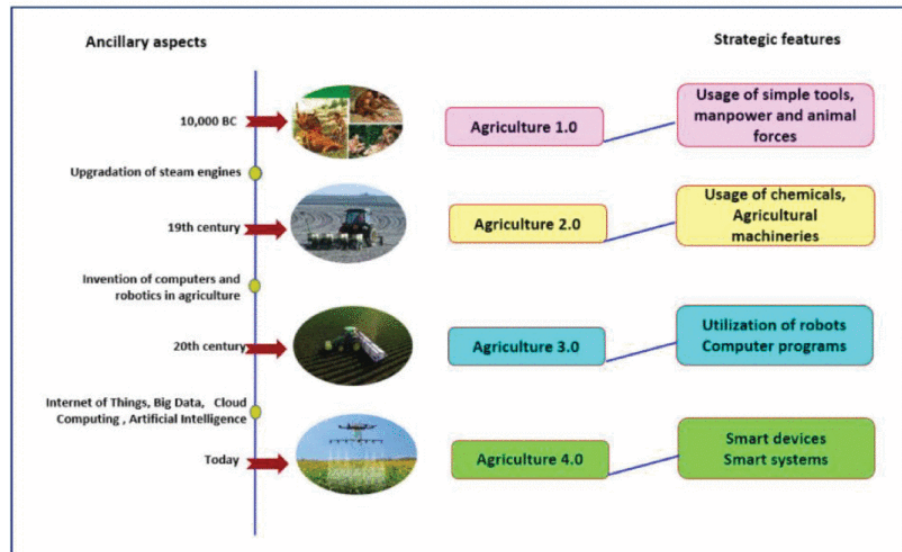 Ancillary aspects
Strategic features
10,000 BC
Agriculture 1.0
Usage of simple tools,
manpower and animal
forces
Upgradation of steam engines
19th century
Agriculture 2.0
Usage of chemicals,
Agricultural
machineries
Invention of computers and
robotics in agriculture
20th century
Agriculture 3.0
Utilization of robots
Computer programs
Internet of Things, Big Data, Cloud
Computing , Artificial Intelligence
Today
Agriculture 4.0
Smart devices
Smart systems